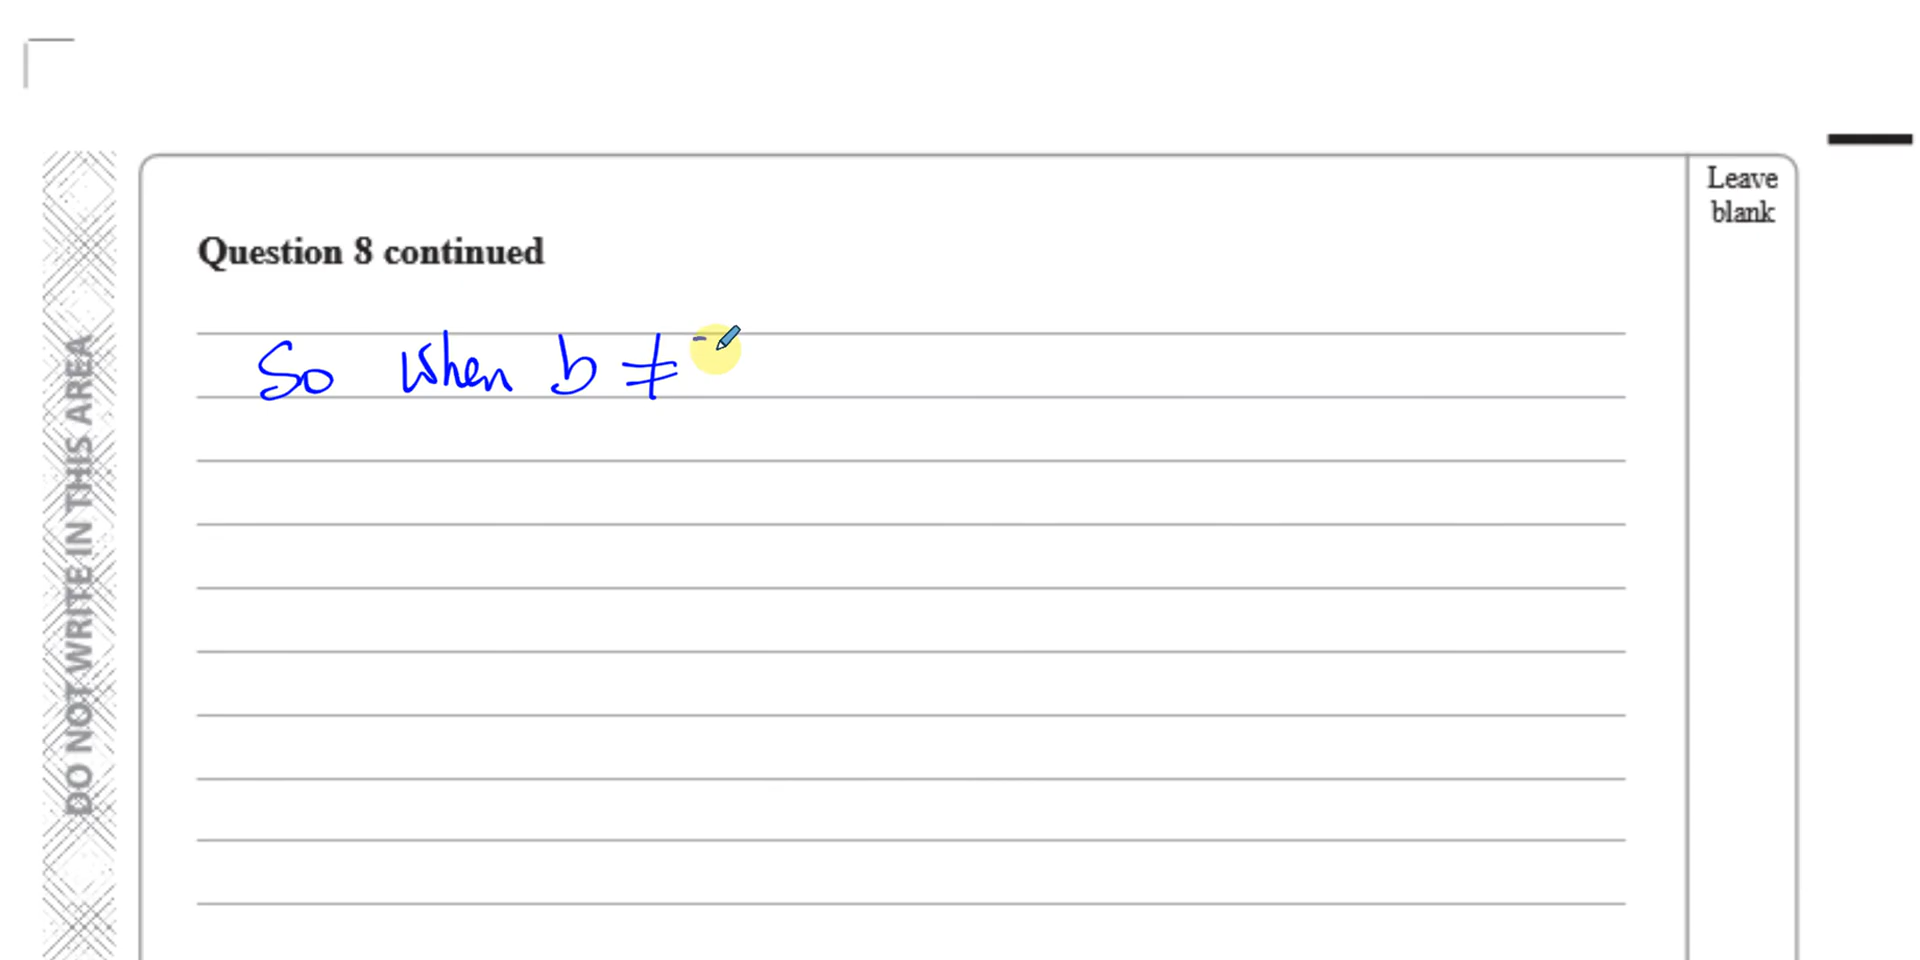 Leave
blank
Question 8 continued
So when b ≠ -
DO NOT WRITE IN THIS AREA